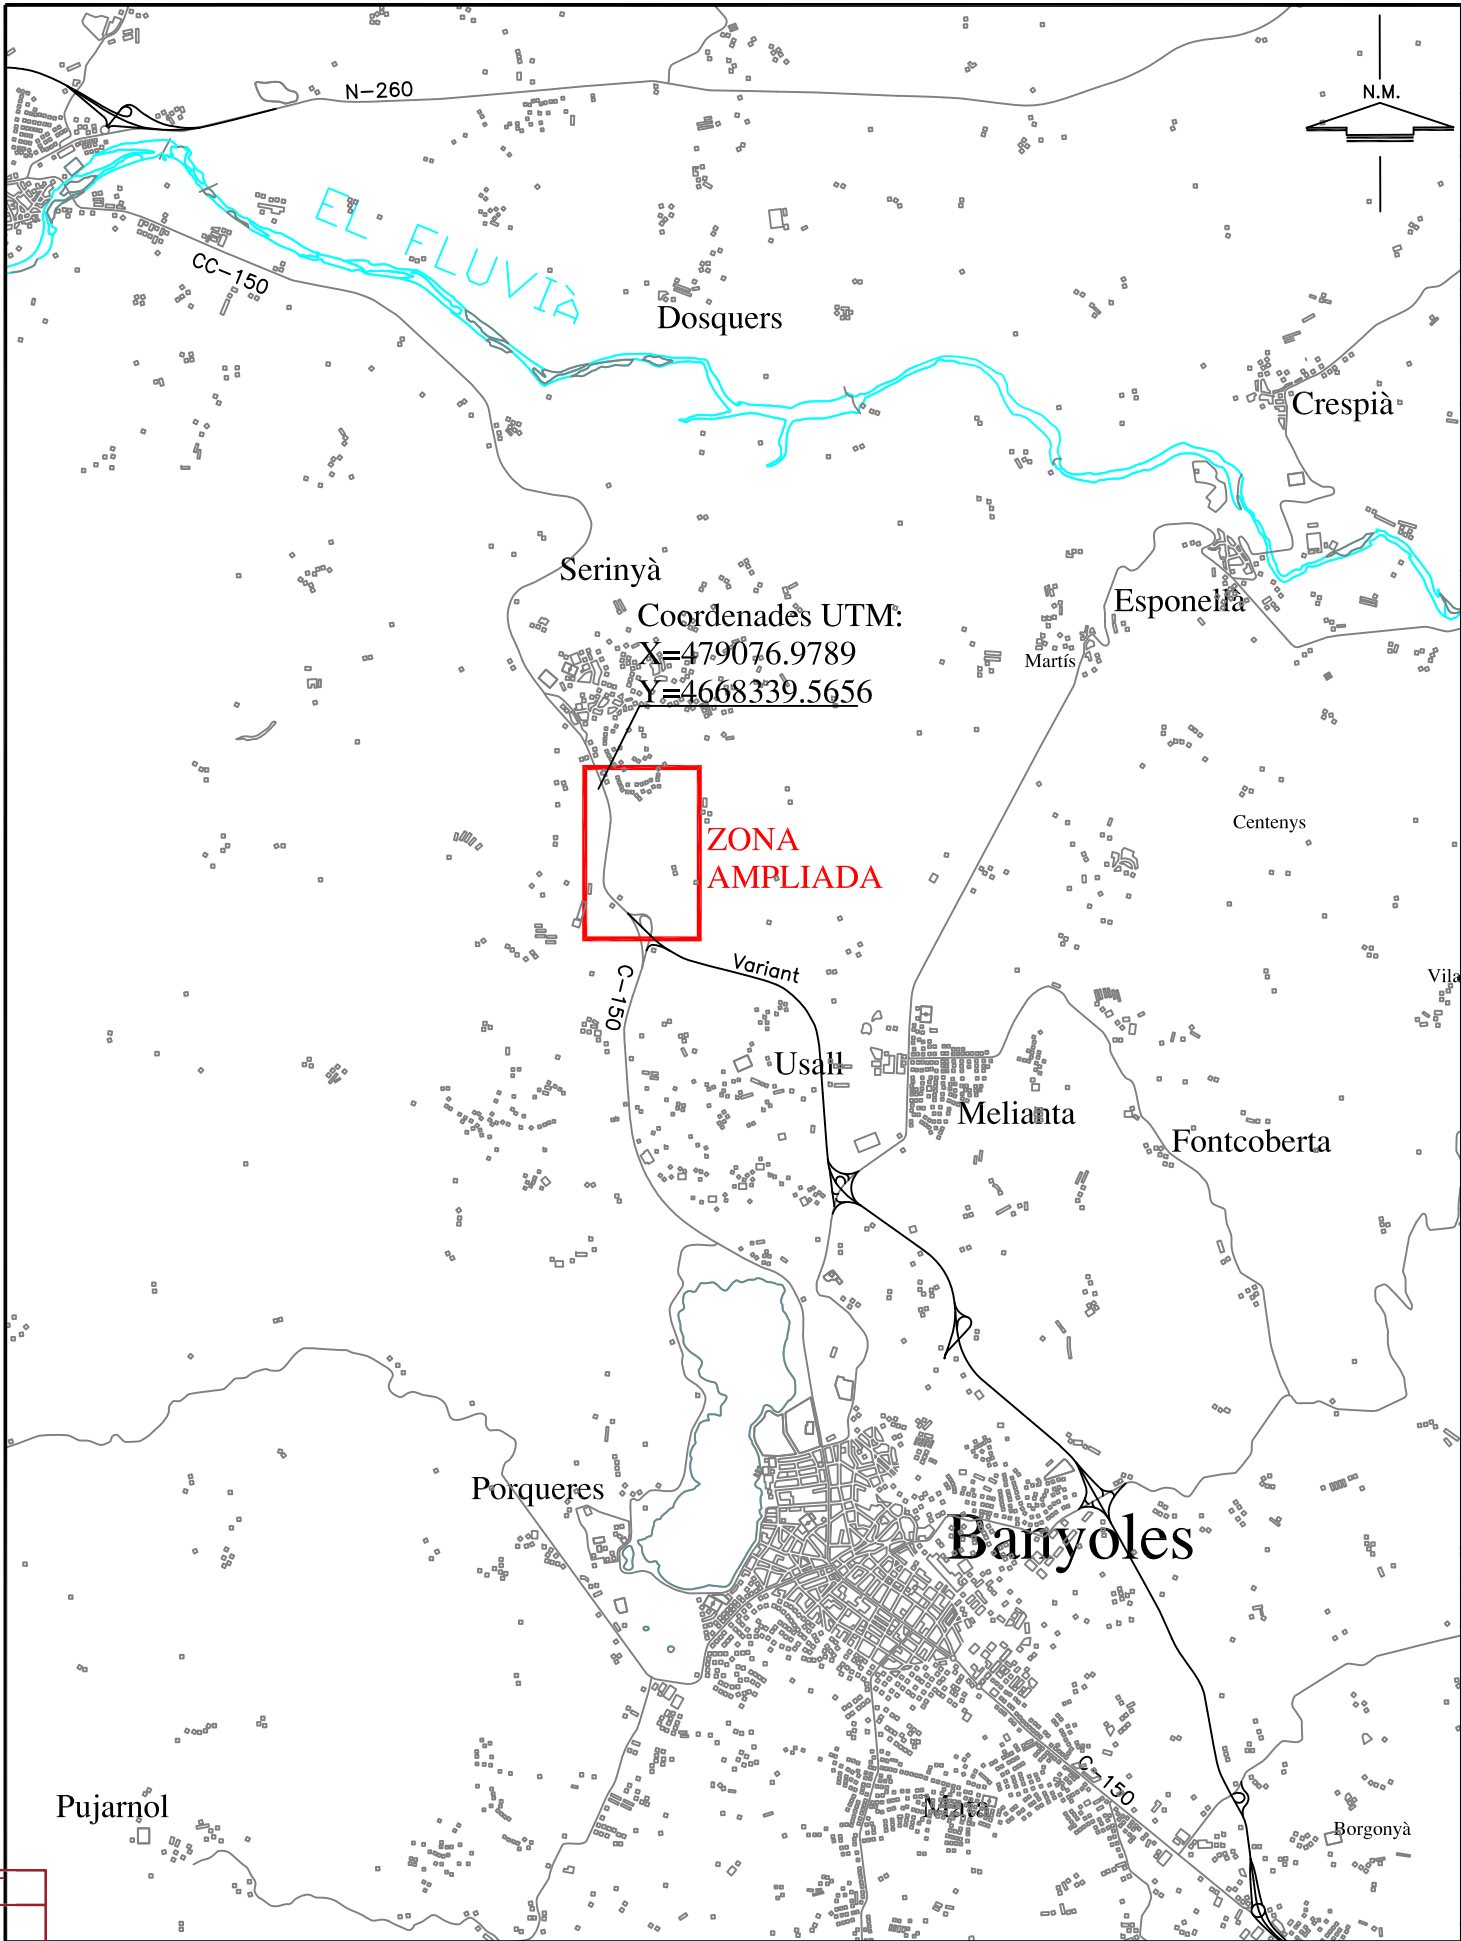 N-260
N.M.
EL FLUVIÀ
CC-150
Dosquers
Crespià
Serinyà
Esponellà
Coordenades UTM:
X=479076.9789
Y=4668339.5656
Martís
Centenys
ZONA
AMPLIADA
Variant
C-150
Vila
Usall
Melianta
Fontcoberta
Porqueres
Banyoles
C-150
Pujarnol
Mata
Borgonyà